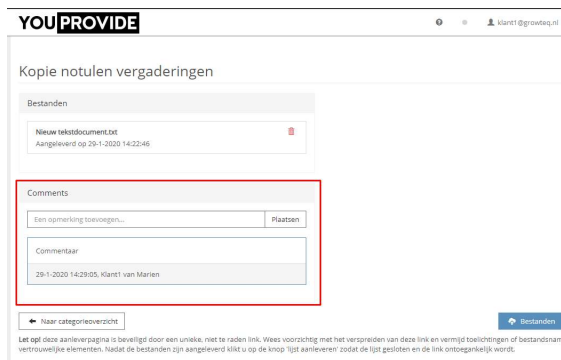 YOUPROVIDE
klant1@growteq.nl
Kopie notulen vergaderingen
Bestanden
Nieuw tekstdocument.txt
Aangeleverd op 29-1-2020 14:22:46
Comments
Een opmerking toevoegen...
Plaatsen
Commentaar
29-1-2020 14:29:05, Klant1 van Marien
Naar categorieoverzicht
Bestanden
Let op! deze aanleverpagina is beveiligd door een unieke, niet te raden link. Wees voorzichtig met het verspreiden van deze link en vermijd toelichtingen of bestandsnam
vertrouwelijke elementen. Nadat de bestanden zijn aangeleverd klikt u op de knop 'lijst aanleveren' zodat de lijst gesloten en de link ontoegankelijk wordt.